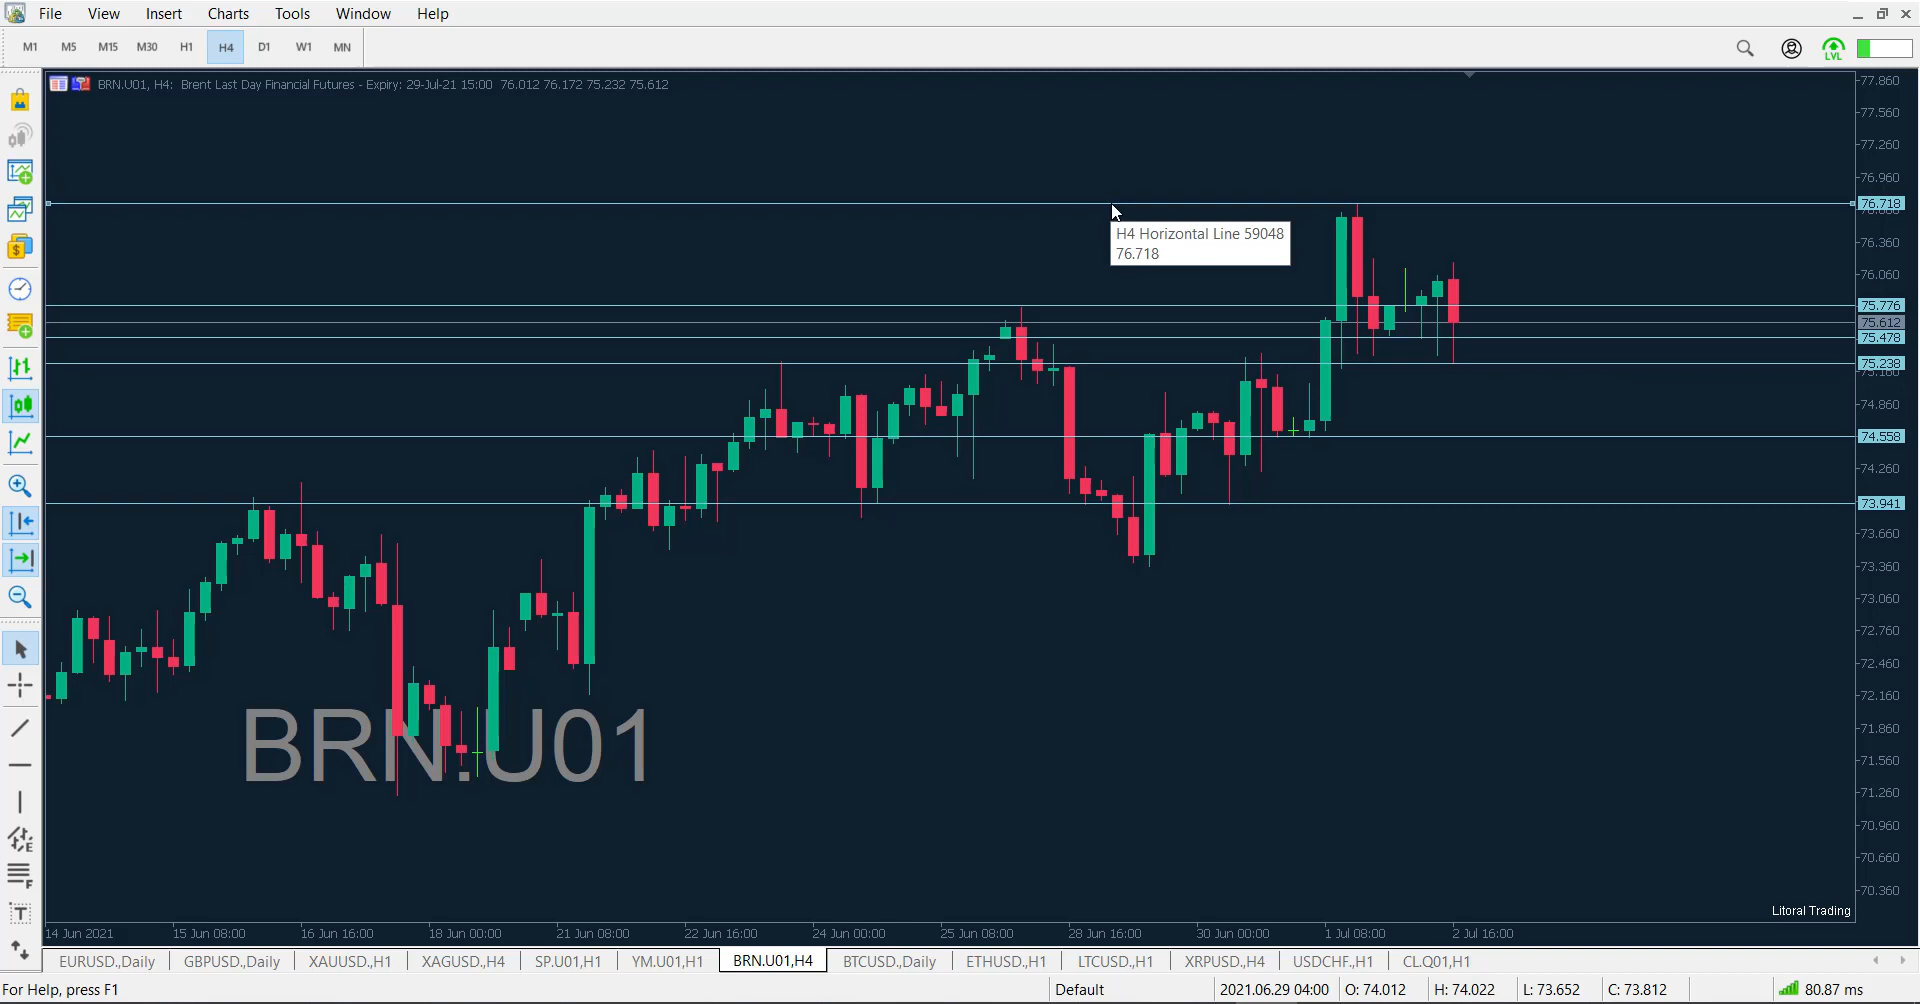 File View Insert Charts Tools Window Help
M1 M5 M15 M30 H1 H4 D1 W1 MN
LVL
BRN.U01, H4: Brent Last Day Financial Futures - Expiry: 29-Jul-21 15:00 76.012 76.172 75.232 75.612
77.860
77.560
77.260
76.960
76.718
H4 Horizontal Line 59048
76.718
76.360
76.060
75.776
75.612
75.478
75.238
75.160
74.860
74.558
74.260
73.941
73.660
73.360
73.060
72.760
72.460
72.160
BRN.U01
71.860
71.560
71.260
70.960
70.660
70.360
Litoral Trading
14 Jun 2021 15 Jun 08:00 16 Jun 16:00 18 Jun 00:00 21 Jun 08:00 22 Jun 16:00 24 Jun 00:00 25 Jun 08:00 28 Jun 16:00 30 Jun 00:00 1 Jul 08:00 2 Jul 16:00
EURUSD.,Daily GBPUSD.,Daily XAUUSD.,H1 XAGUSD.,H4 SP.U01,H1 YM.U01,H1 BRN.U01,H4 BTCUSD.,Daily ETHUSD.,H1 LTCUSD.,H1 XRPUSD.,H4 USDCHF.,H1 CL.Q01,H1
For Help, press F1 Default 2021.06.29 04:00 O: 74.012 H: 74.022 L: 73.652 C: 73.812 80.87 ms